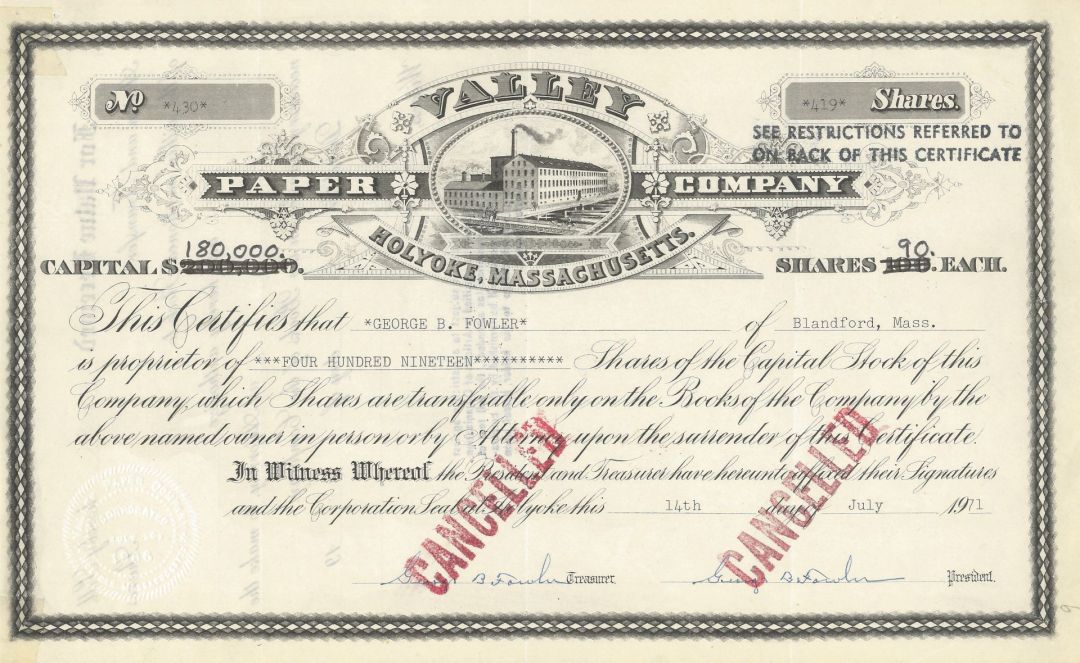 VALLEY
No *430*
*419* Shares.
SEE RESTRICTIONS REFERRED TO
ON BACK OF THIS CERTIFICATE
PAPER COMPANY
HOLYOKE, MASSACHUSETTS.
180,000.
CAPITAL $200,000.
90.
SHARES 100. EACH.
This Certifies that *GEORGE B. FOWLER* of Blandford, Mass.
is proprietor of ***FOUR HUNDRED NINETEEN********** Shares of the Capital Stock of this
Company, which Shares are transferable only on the Books of the Company by the
above named owner in person or by Attorney upon the surrender of this Certificate.
In Witness Whereof the President and Treasurer have hereunto affixed their Signatures
and the Corporation Seal at Holyoke this 14th day of July 1971
CANCELLED
CANCELLED
George B Fowler Treasurer.
George B Fowler President.